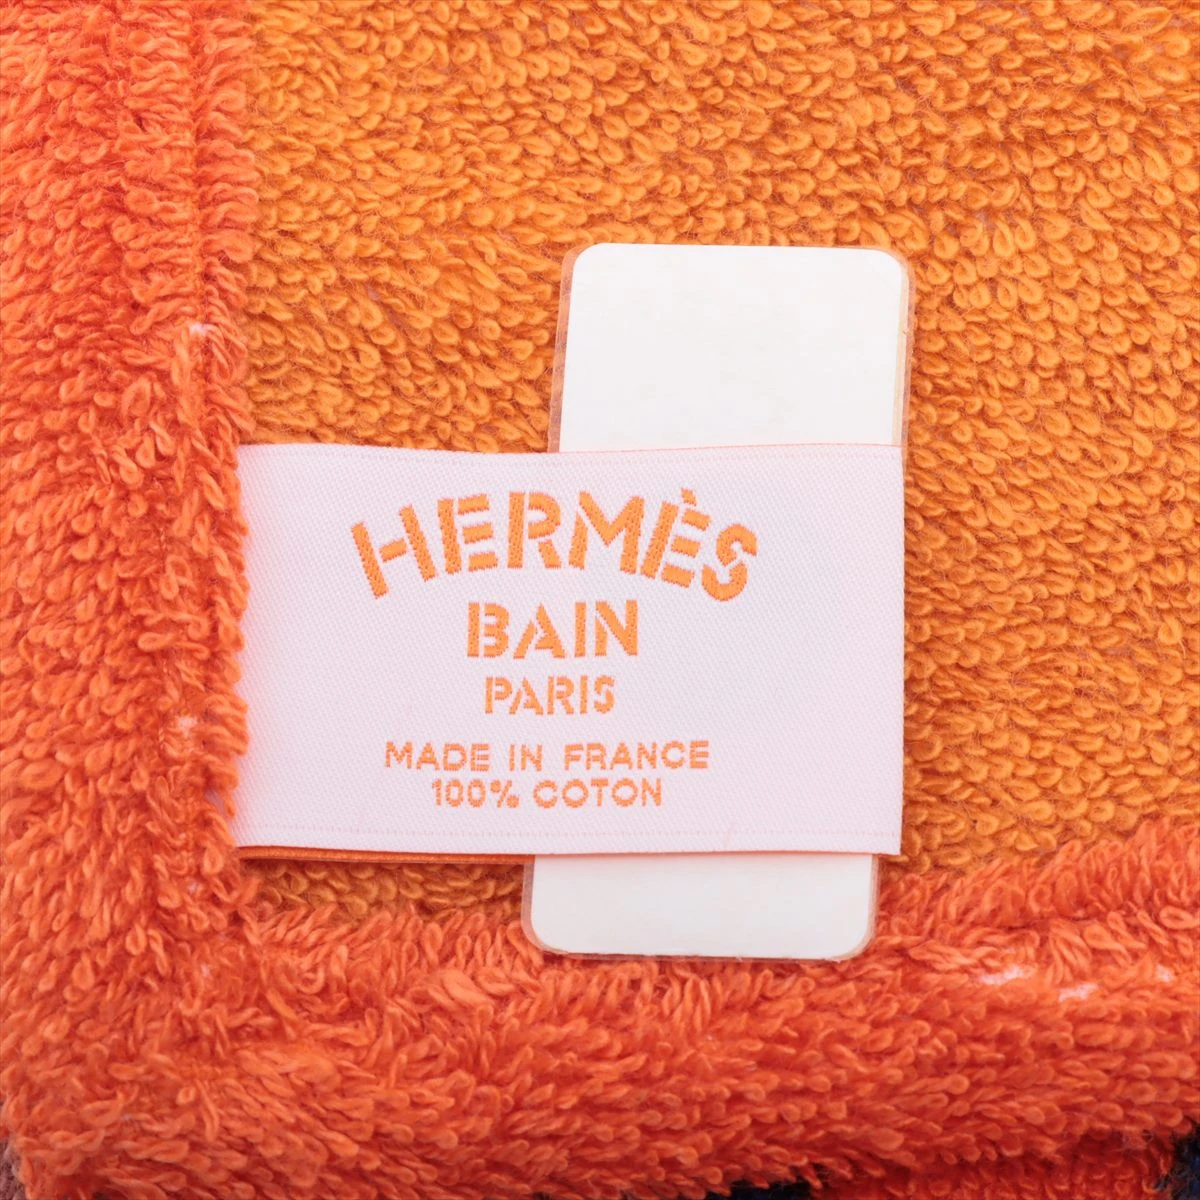 HERMÈS
BAIN
PARIS
MADE IN FRANCE
100% COTON